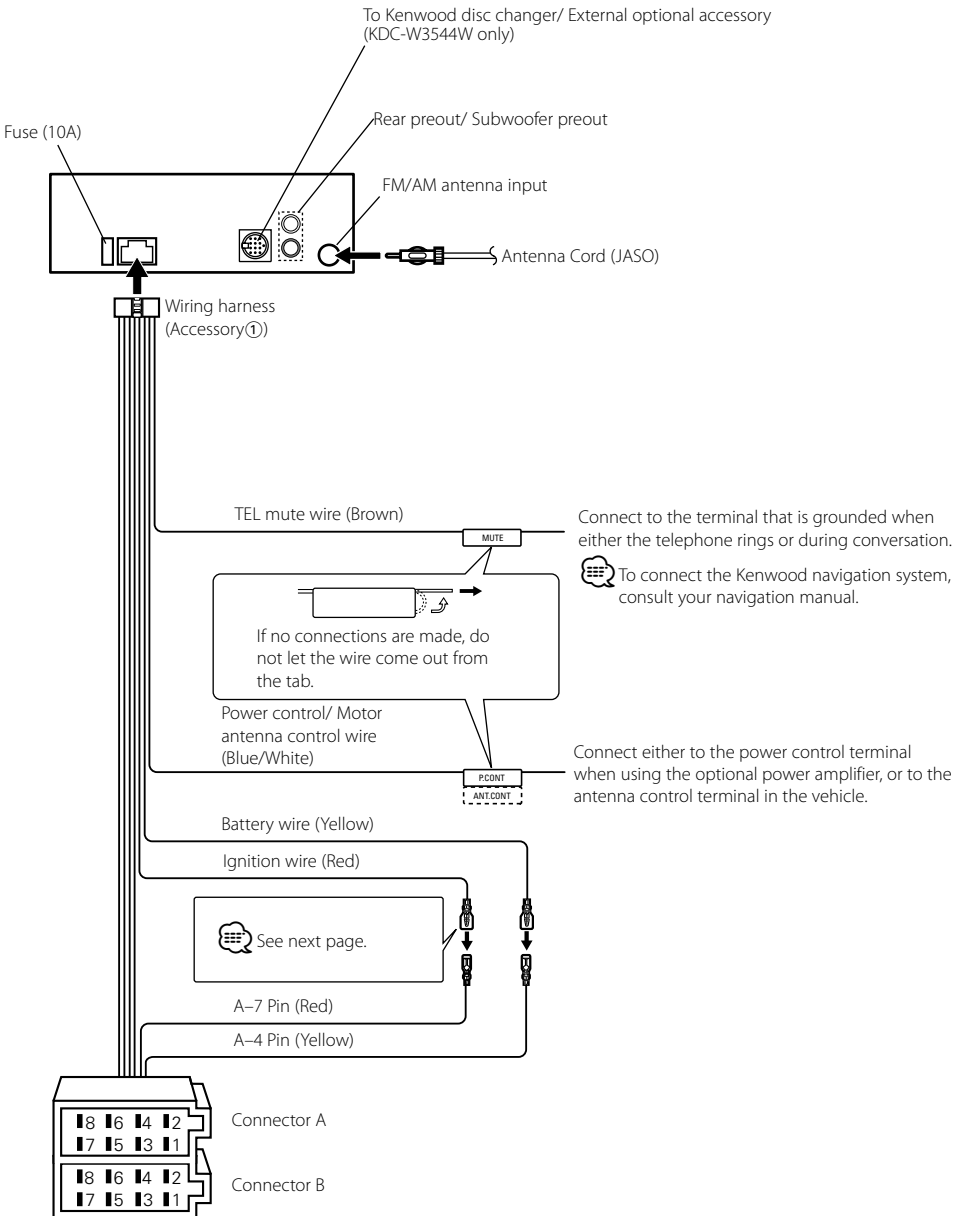 To Kenwood disc changer/ External optional accessory
(KDC-W3544W only)
Rear preout/ Subwoofer preout
Fuse (10A)
FM/AM antenna input
Antenna Cord (JASO)
Wiring harness
(Accessory①)
TEL mute wire (Brown)
MUTE
Connect to the terminal that is grounded when
either the telephone rings or during conversation.
To connect the Kenwood navigation system,
consult your navigation manual.
If no connections are made, do
not let the wire come out from
the tab.
Power control/ Motor
antenna control wire
(Blue/White)
P.CONT
ANT.CONT
Connect either to the power control terminal
when using the optional power amplifier, or to the
antenna control terminal in the vehicle.
Battery wire (Yellow)
Ignition wire (Red)
See next page.
A–7 Pin (Red)
A–4 Pin (Yellow)
8 6 4 2
7 5 3 1
Connector A
8 6 4 2
7 5 3 1
Connector B